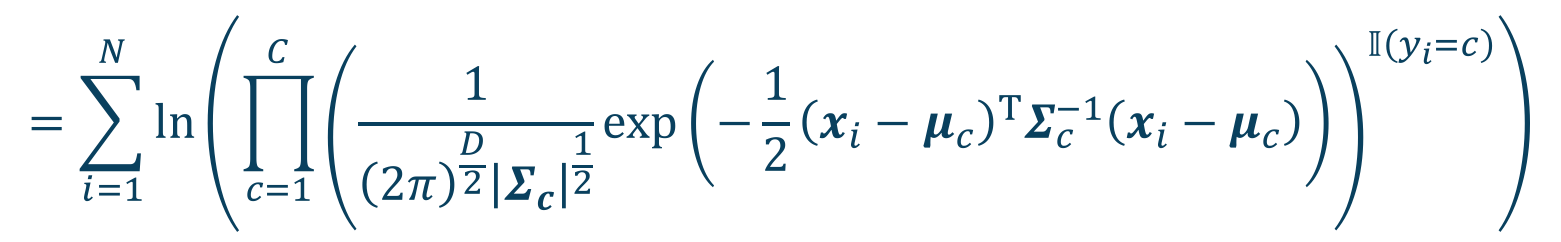 $= \sum_{i=1}^{N} \ln \left( \prod_{c=1}^{C} \left( \frac{1}{(2\pi)^{\frac{D}{2}} |\boldsymbol{\Sigma}_{\boldsymbol{c}}|^{\frac{1}{2}}} \exp \left( -\frac{1}{2} (\boldsymbol{x}_i - \boldsymbol{\mu}_c)^{\mathrm{T}} \boldsymbol{\Sigma}_c^{-1} (\boldsymbol{x}_i - \boldsymbol{\mu}_c) \right) \right)^{\mathbb{I}(y_i = c)} \right)$